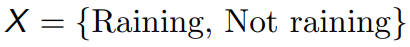 X = {Raining, Not raining}